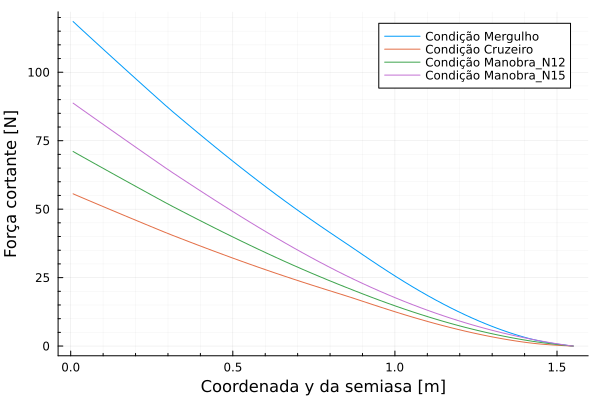 Condição Mergulho
Condição Cruzeiro
Condição Manobra_N12
Condição Manobra_N15
Força cortante [N]
100
75
50
25
0
0.0 0.5 1.0 1.5
Coordenada y da semiasa [m]